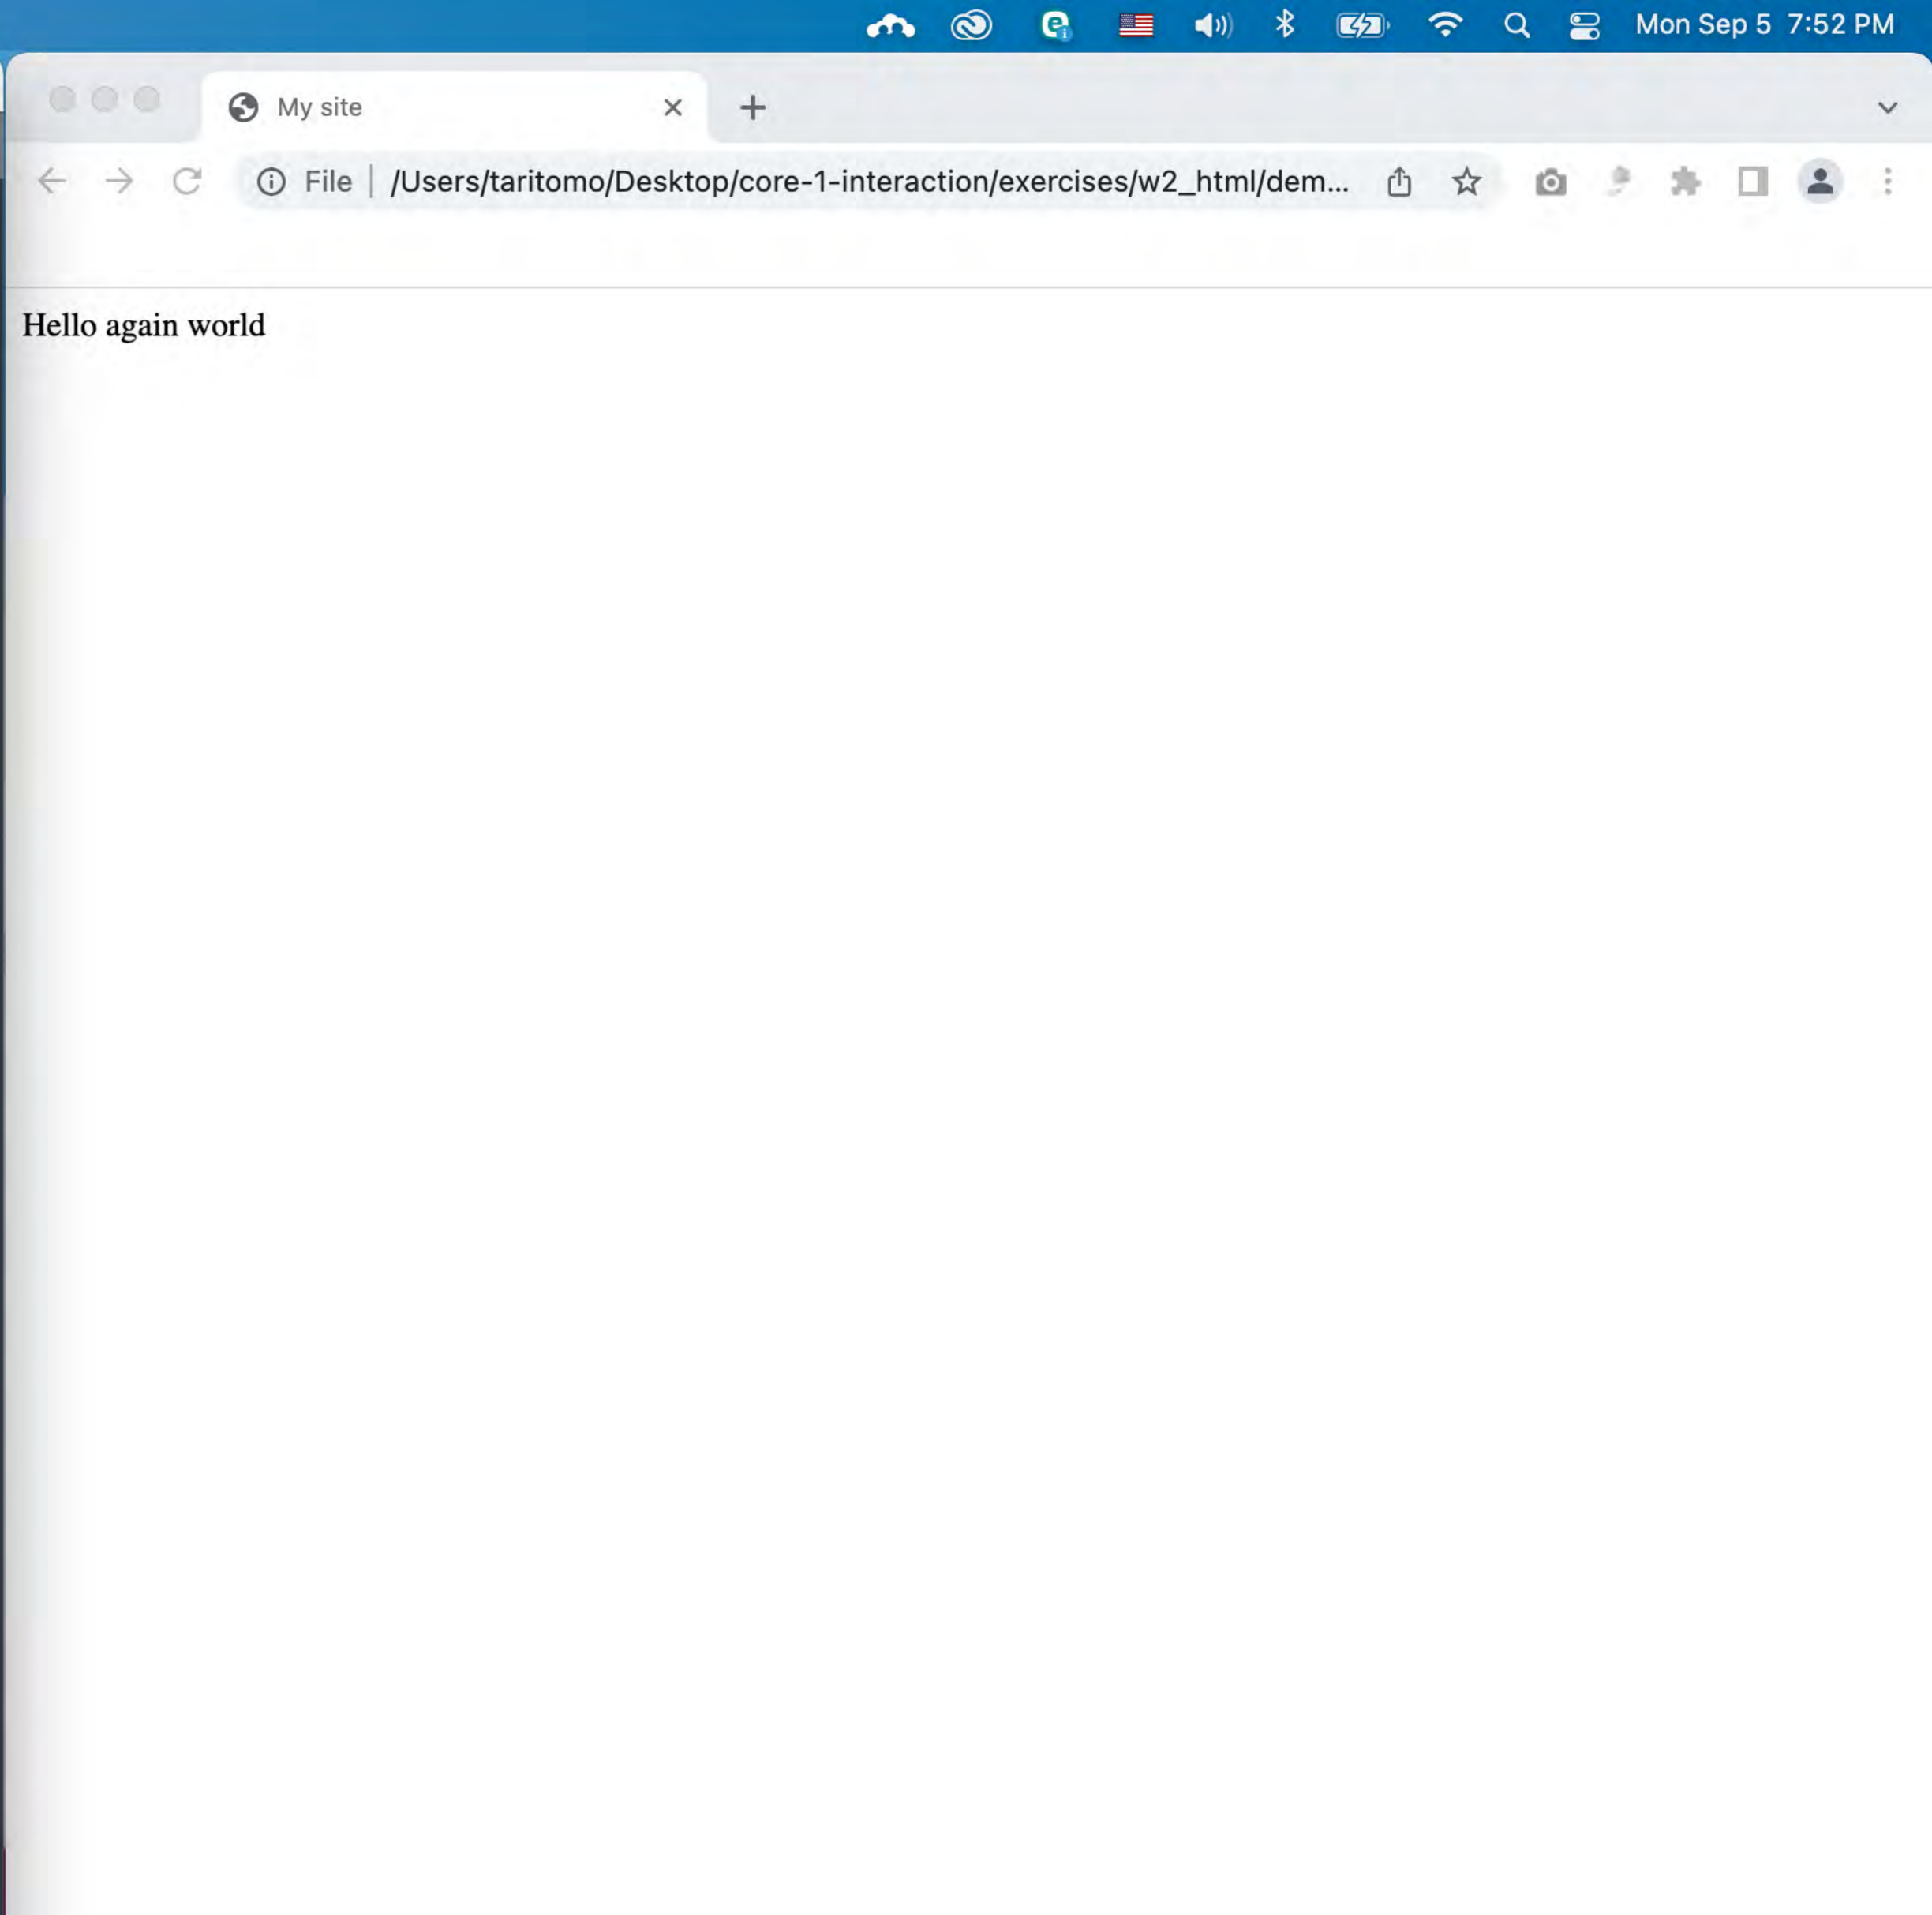 Mon Sep 5 7:52 PM
My site
File /Users/taritomo/Desktop/core-1-interaction/exercises/w2_html/dem...
Hello again world